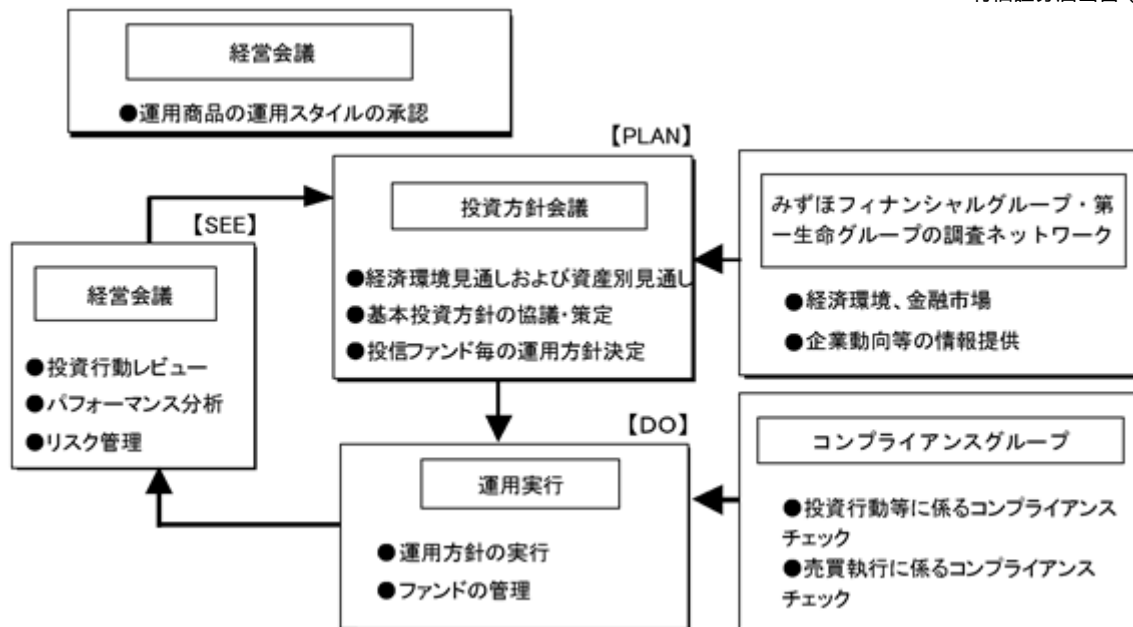 経営会議
●運用商品の運用スタイルの承認
【PLAN】
投資方針会議
●経済環境見通しおよび資産別見通し
●基本投資方針の協議・策定
●投信ファンド毎の運用方針決定
みずほフィナンシャルグループ・第
一生命グループの調査ネットワーク
●経済環境、金融市場
●企業動向等の情報提供
【SEE】
経営会議
●投資行動レビュー
●パフォーマンス分析
●リスク管理
【DO】
運用実行
●運用方針の実行
●ファンドの管理
コンプライアンスグループ
●投資行動等に係るコンプライアンス
チェック
●売買執行に係るコンプライアンス
チェック